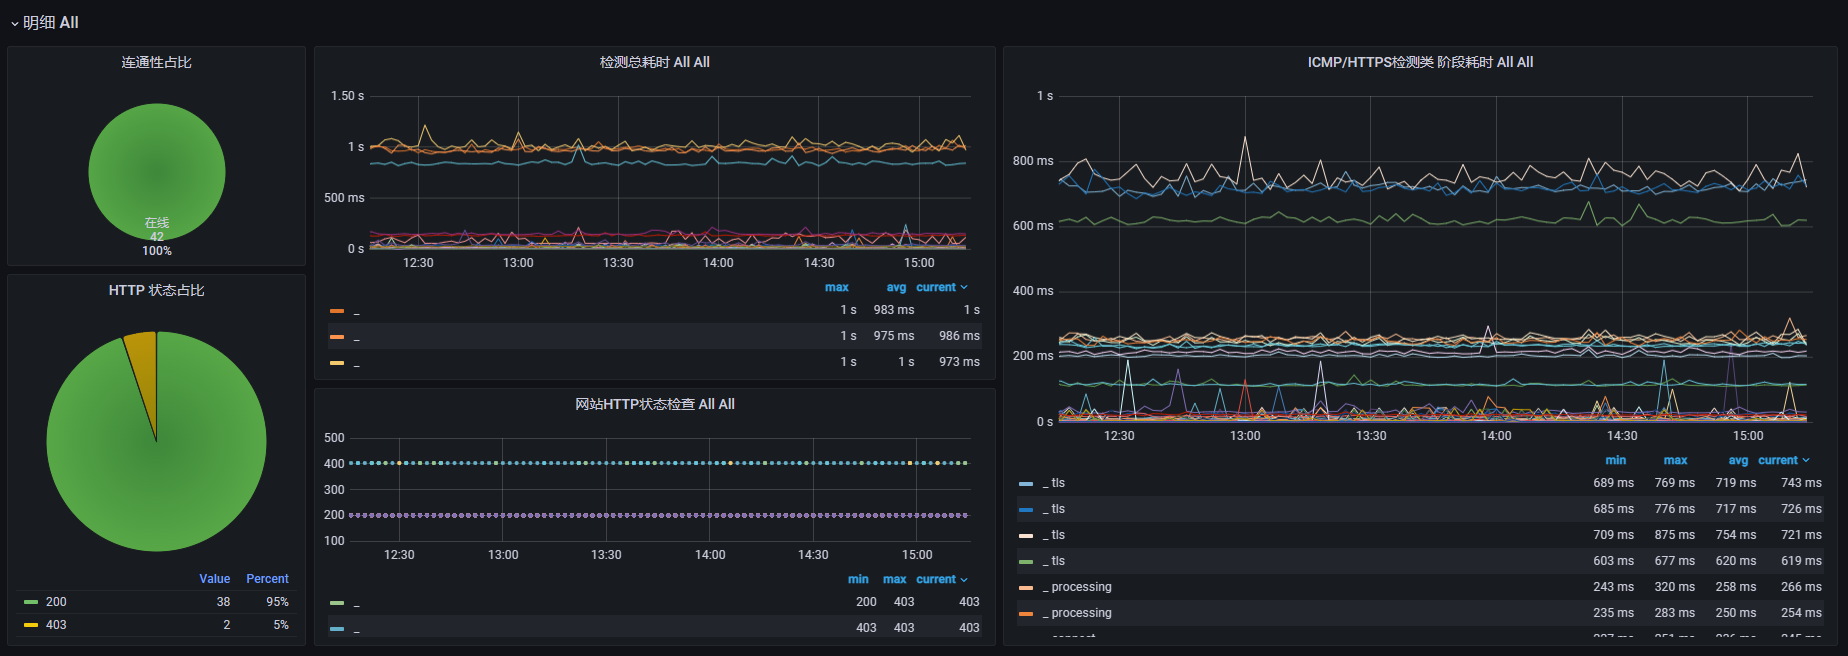 明细 All
连通性占比
在线
42
100%
HTTP 状态占比
Value Percent
200 38 95%
403 2 5%
检测总耗时 All All
1.50 s
1 s
500 ms
0 s
12:30 13:00 13:30 14:00 14:30 15:00
max avg current
_ 1 s 983 ms 1 s
_ 1 s 975 ms 986 ms
_ 1 s 1 s 973 ms
网站HTTP状态检查 All All
500
400
300
200
100
12:30 13:00 13:30 14:00 14:30 15:00
min max current
_ 200 403 403
_ 403 403 403
ICMP/HTTPS检测类 阶段耗时 All All
1 s
800 ms
600 ms
400 ms
200 ms
0 s
12:30 13:00 13:30 14:00 14:30 15:00
min max avg current
_ tls 689 ms 769 ms 719 ms 743 ms
_ tls 685 ms 776 ms 717 ms 726 ms
_ tls 709 ms 875 ms 754 ms 721 ms
_ tls 603 ms 677 ms 620 ms 619 ms
_ processing 243 ms 320 ms 258 ms 266 ms
_ processing 235 ms 283 ms 250 ms 254 ms